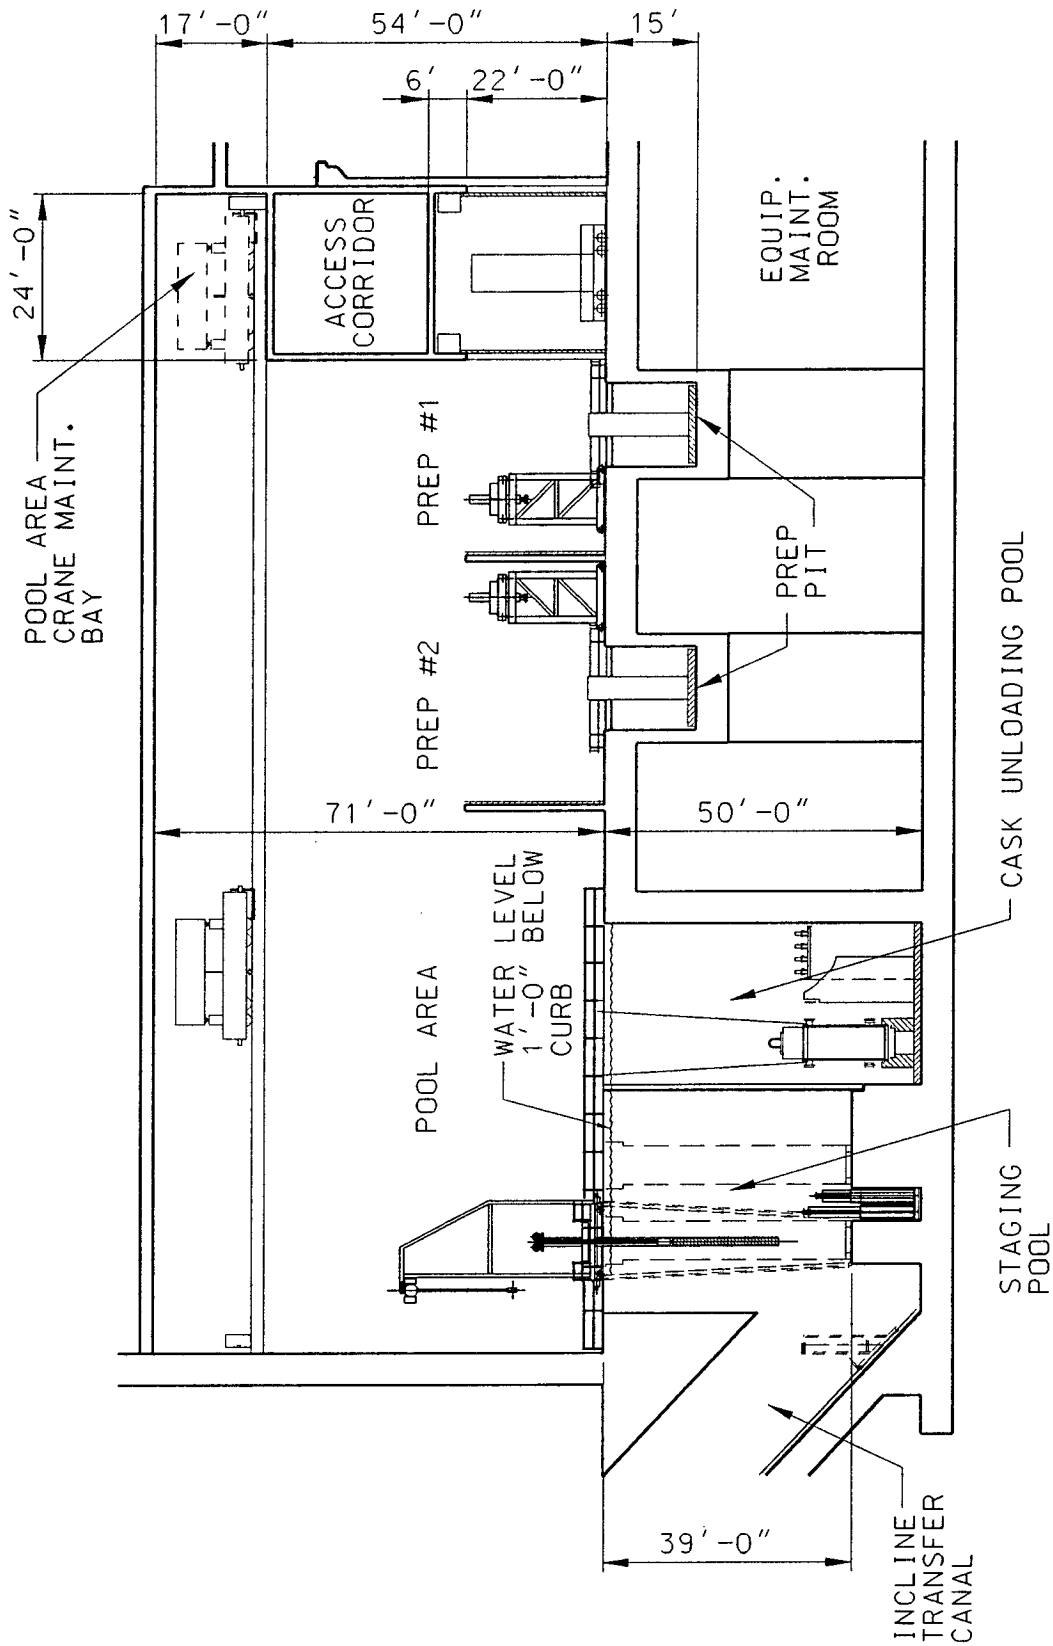 17'-0"
54'-0"
15'
6'
22'-0"
24'-0"
POOL AREA
CRANE MAINT.
BAY
ACCESS
CORRIDOR
EQUIP.
MAINT.
ROOM
PREP #1
PREP #2
PREP
PIT
71'-0"
50'-0"
CASK UNLOADING POOL
POOL AREA
WATER LEVEL
1'-0" BELOW
CURB
STAGING
POOL
39'-0"
INCLINE
TRANSFER
CANAL